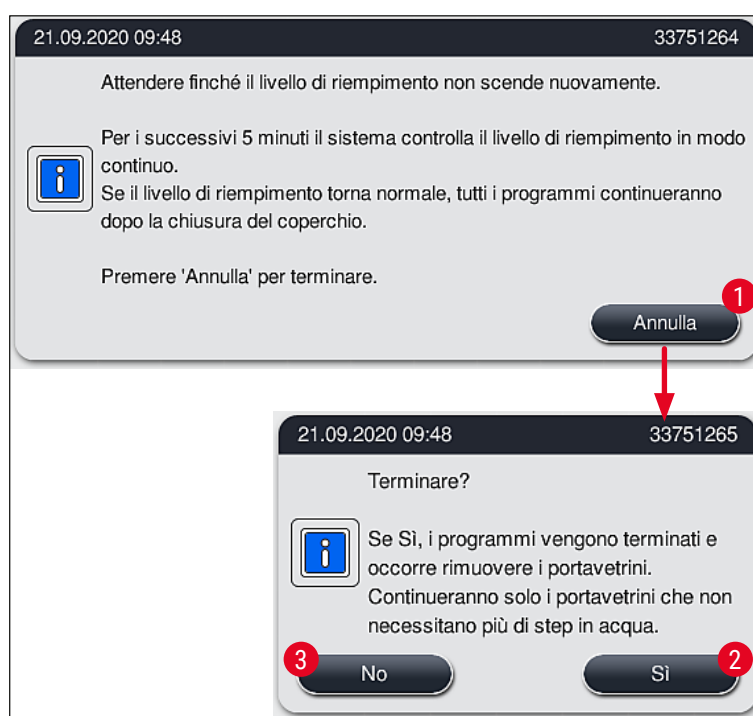 21.09.2020 09:48 33751264
Attendere finché il livello di riempimento non scende nuovamente.
Per i successivi 5 minuti il sistema controlla il livello di riempimento in modo
continuo.
Se il livello di riempimento torna normale, tutti i programmi continueranno
dopo la chiusura del coperchio.
Premere 'Annulla' per terminare.
1
Annulla
21.09.2020 09:48 33751265
Terminare?
Se Sì, i programmi vengono terminati e
occorre rimuovere i portavetrini.
Continueranno solo i portavetrini che non
necessitano più di step in acqua.
3 No Sì 2